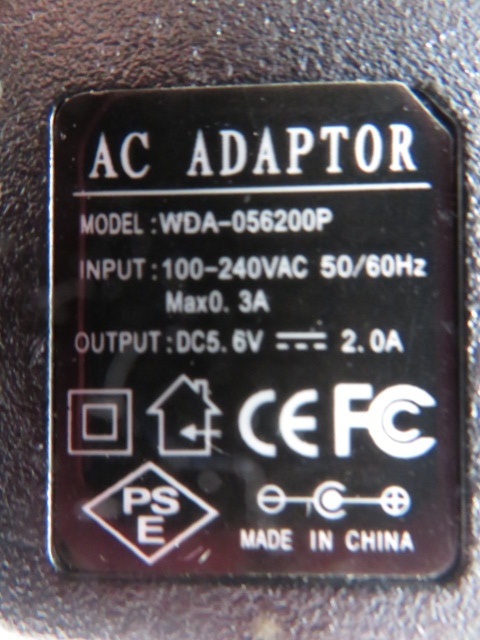 AC ADAPTOR
MODEL:WDA-056200P
INPUT:100-240VAC 50/60Hz
Max0.3A
OUTPUT:DC5.6V ⎓ 2.0A
CE FC
PS
E
MADE IN CHINA